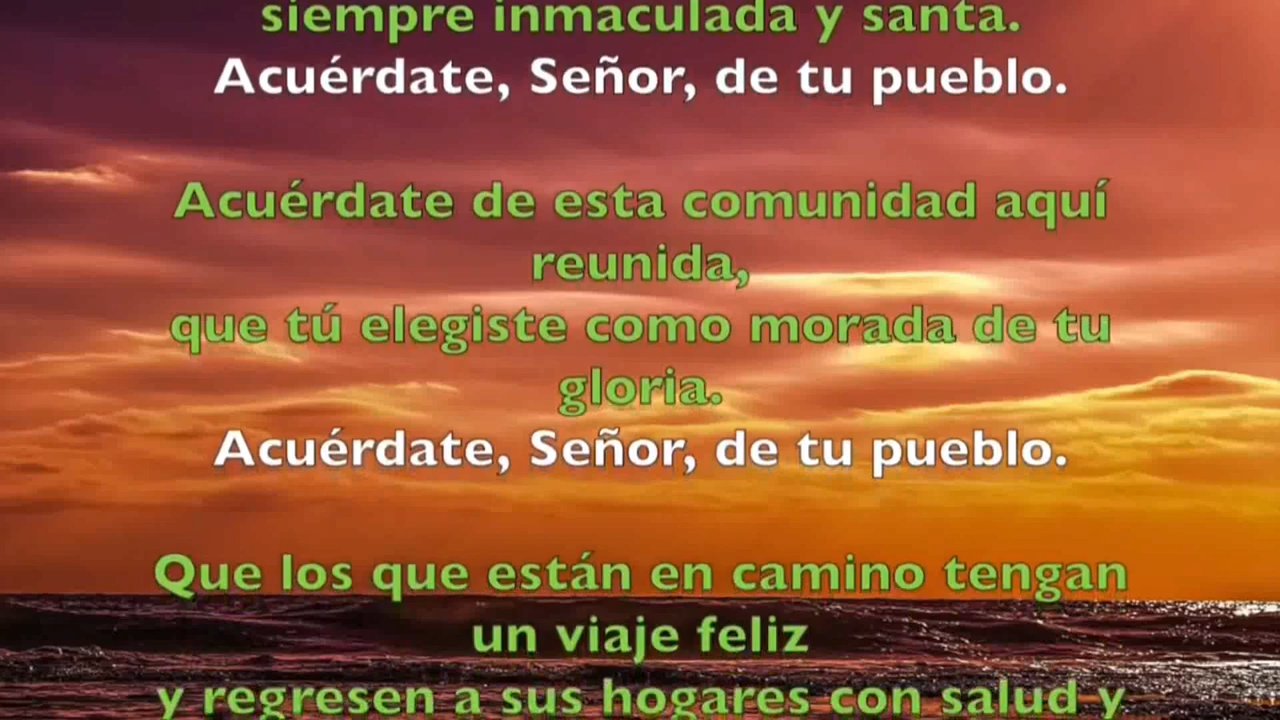 siempre inmaculada y santa.
Acuérdate, Señor, de tu pueblo.
Acuérdate de esta comunidad aquí
reunida,
que tú elegiste como morada de tu
gloria.
Acuérdate, Señor, de tu pueblo.
Que los que están en camino tengan
un viaje feliz
y regresen a sus hogares con salud y